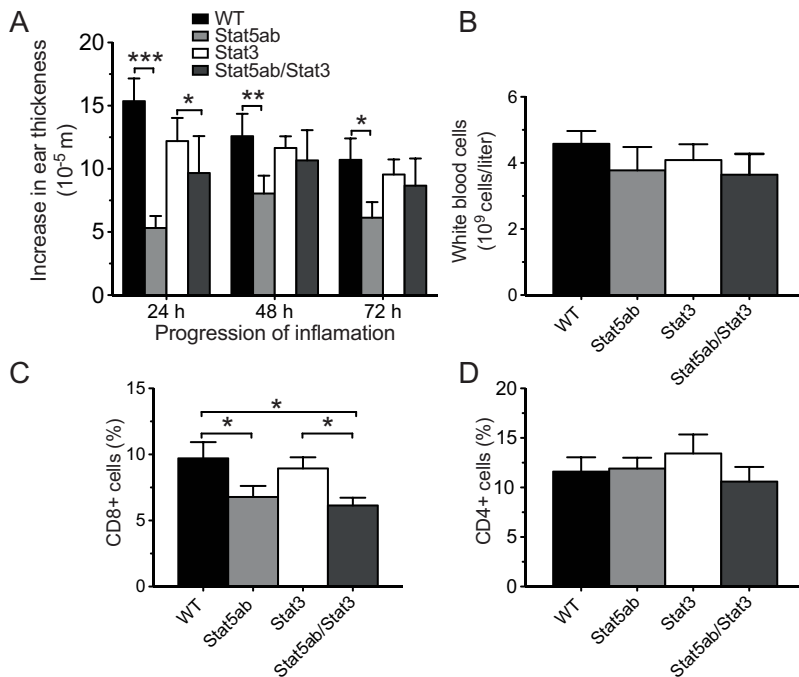 A
WT
Stat5ab
Stat3
Stat5ab/Stat3
Increase in ear thickeness
(10⁻⁵ m)
20
15
10
5
0
***
*
**
*
24 h 48 h 72 h
Progression of inflamation
B
White blood cells
(10⁹ cells/liter)
6
4
2
0
WT Stat5ab Stat3 Stat5ab/Stat3
C
CD8+ cells (%)
15
10
5
0
*
* *
WT Stat5ab Stat3 Stat5ab/Stat3
D
CD4+ cells (%)
20
15
10
5
0
WT Stat5ab Stat3 Stat5ab/Stat3